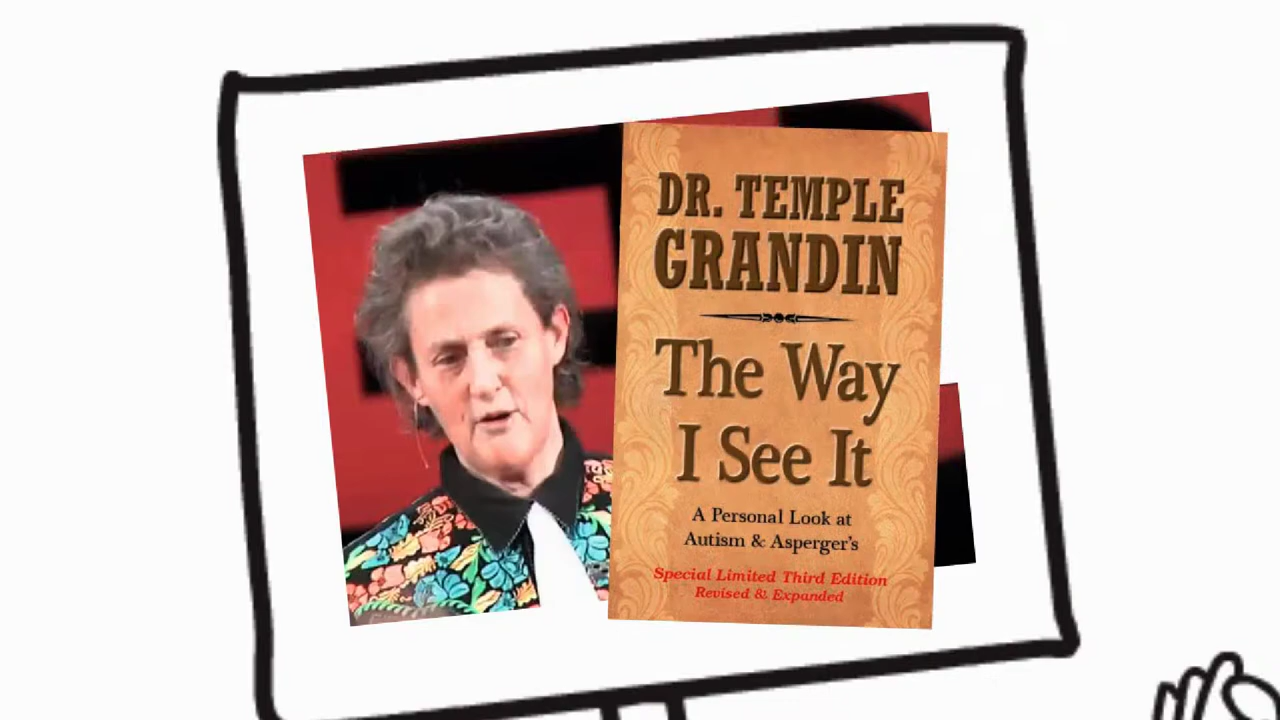 DR. TEMPLE
GRANDIN
The Way
I See It
A Personal Look at
Autism & Asperger's
Special Limited Third Edition
Revised & Expanded